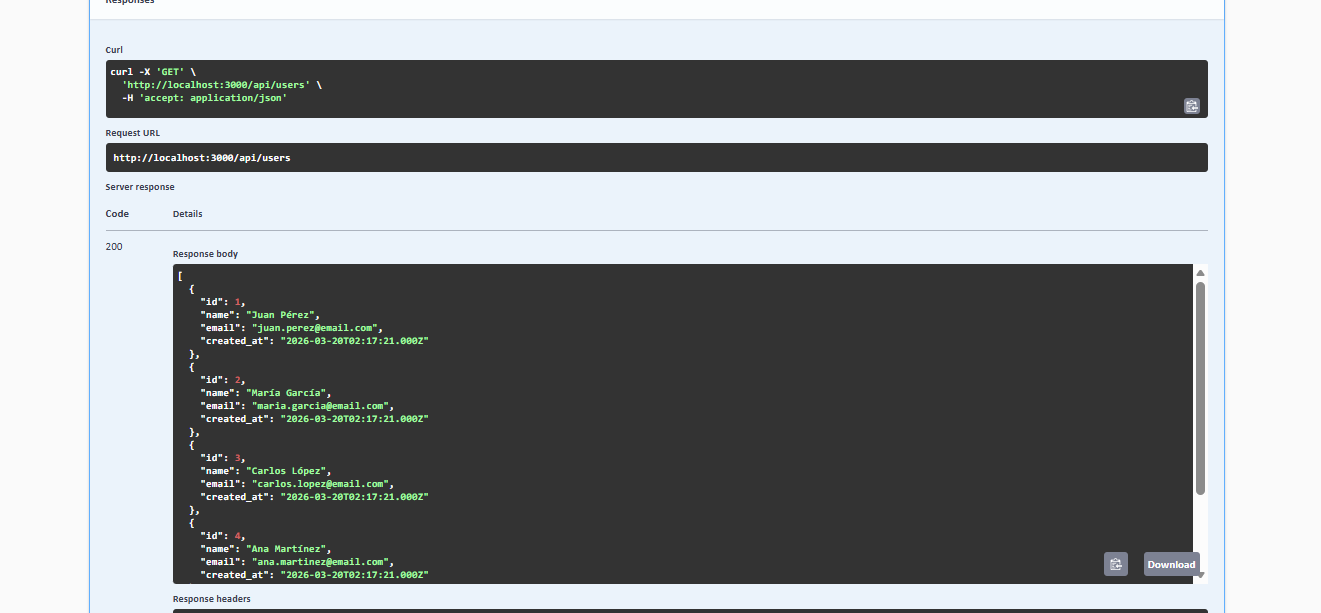 Responses
Curl
curl -X 'GET' \
  'http://localhost:3000/api/users' \
  -H 'accept: application/json'
Request URL
http://localhost:3000/api/users
Server response
Code Details
200
Response body
[
  {
    "id": 1,
    "name": "Juan Pérez",
    "email": "juan.perez@email.com",
    "created_at": "2026-03-20T02:17:21.000Z"
  },
  {
    "id": 2,
    "name": "María García",
    "email": "maria.garcia@email.com",
    "created_at": "2026-03-20T02:17:21.000Z"
  },
  {
    "id": 3,
    "name": "Carlos López",
    "email": "carlos.lopez@email.com",
    "created_at": "2026-03-20T02:17:21.000Z"
  },
  {
    "id": 4,
    "name": "Ana Martínez",
    "email": "ana.martinez@email.com",
    "created_at": "2026-03-20T02:17:21.000Z"
Download
Response headers